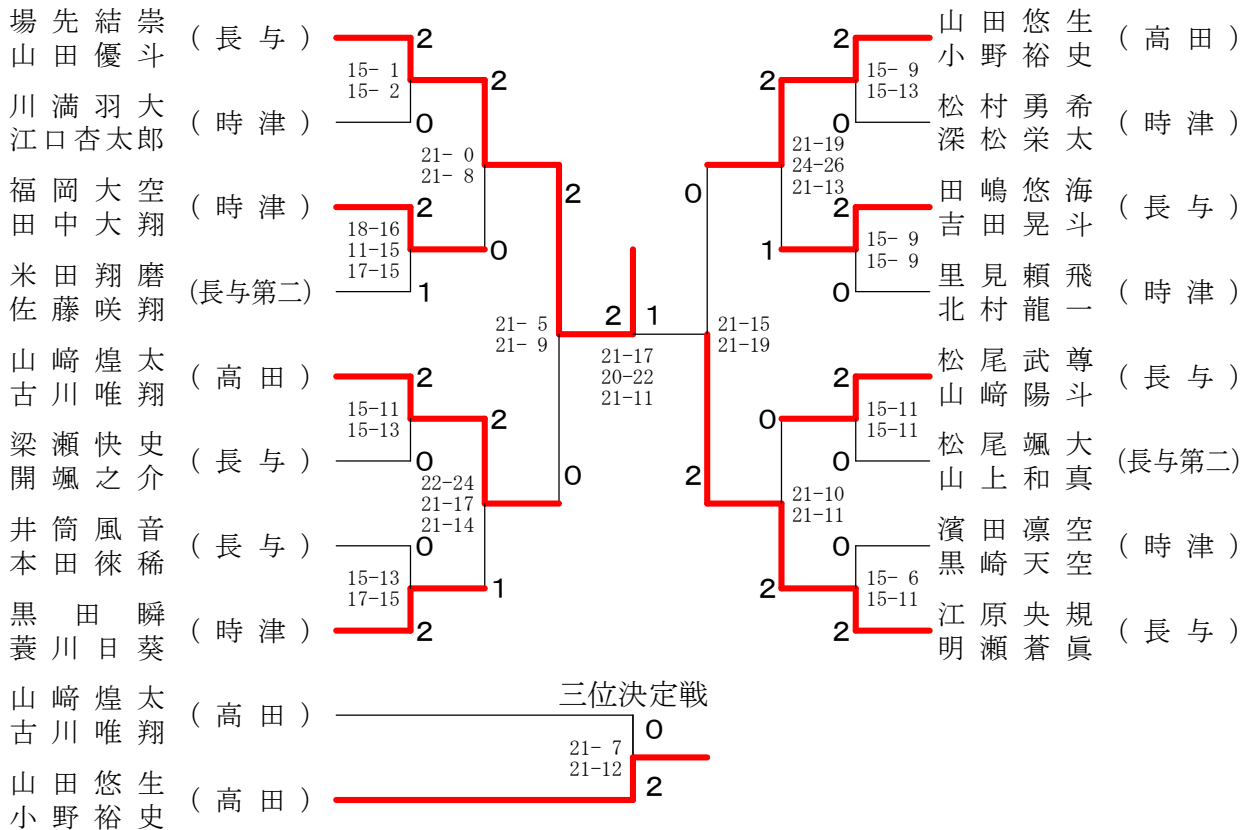 場先結崇
山田優斗
(長与)
2
15- 1
15- 2
川満羽大
江口杏太郎
(時津)
0
2
21- 0
21- 8
福岡大空
田中大翔
(時津)
2
18-16
11-15
17-15
米田翔磨
佐藤咲翔
(長与第二)
1
0
2
21- 5
21- 9
山﨑煌太
古川唯翔
(高田)
2
15-11
15-13
梁瀬快史
開颯之介
(長与)
0
2
22-24
21-17
21-14
井筒風音
本田徠稀
(長与)
0
15-13
17-15
黒田瞬
蓑川日葵
(時津)
2
1
0
2
1
21-17
20-22
21-11
山田悠生
小野裕史
(高田)
2
15- 9
15-13
松村勇希
深松栄太
(時津)
0
2
21-19
24-26
21-13
田嶋悠海
吉田晃斗
(長与)
2
15- 9
15- 9
里見頼飛
北村龍一
(時津)
0
1
0
21-15
21-19
松尾武尊
山﨑陽斗
(長与)
2
15-11
15-11
松尾颯大
山上和真
(長与第二)
0
0
21-10
21-11
濱田凛空
黒崎天空
(時津)
0
15- 6
15-11
江原央規
明瀬蒼眞
(長与)
2
2
2
三位決定戦
山﨑煌太
古川唯翔
(高田)
0
21- 7
21-12
山田悠生
小野裕史
(高田)
2